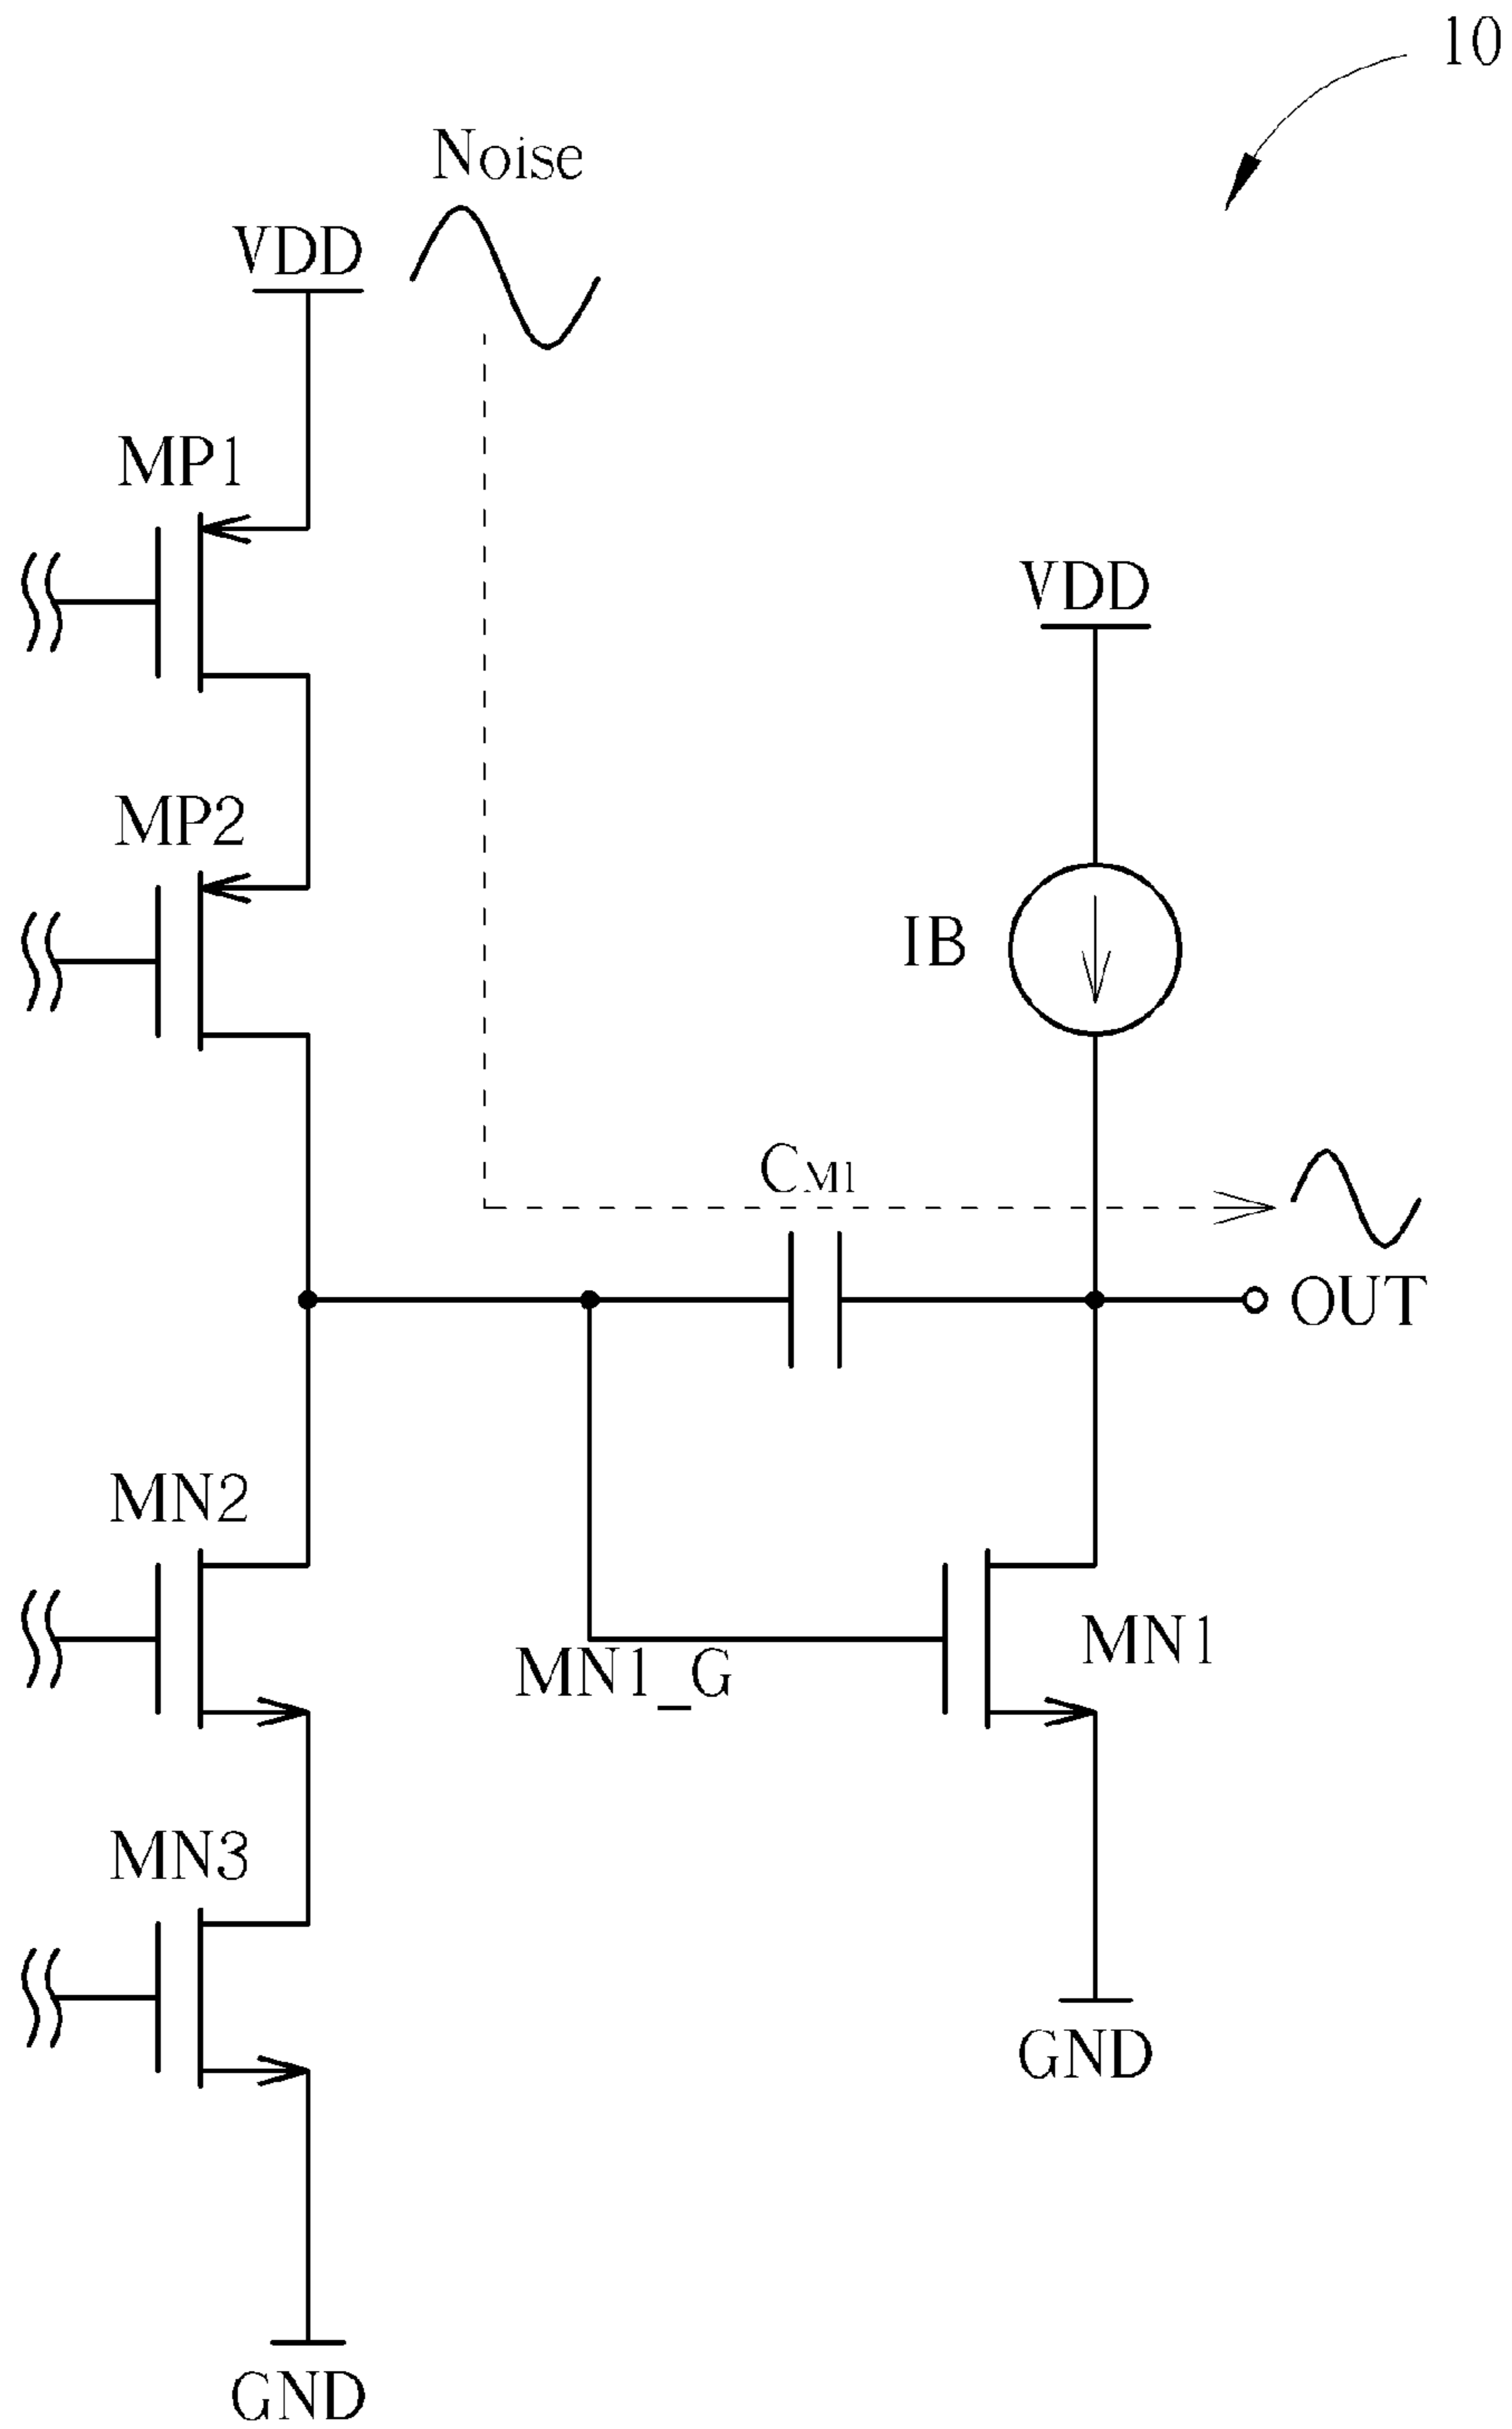 10
Noise
VDD
MP1
VDD
MP2
IB
CM1
OUT
MN2
MN1
MN1_G
MN3
GND
GND